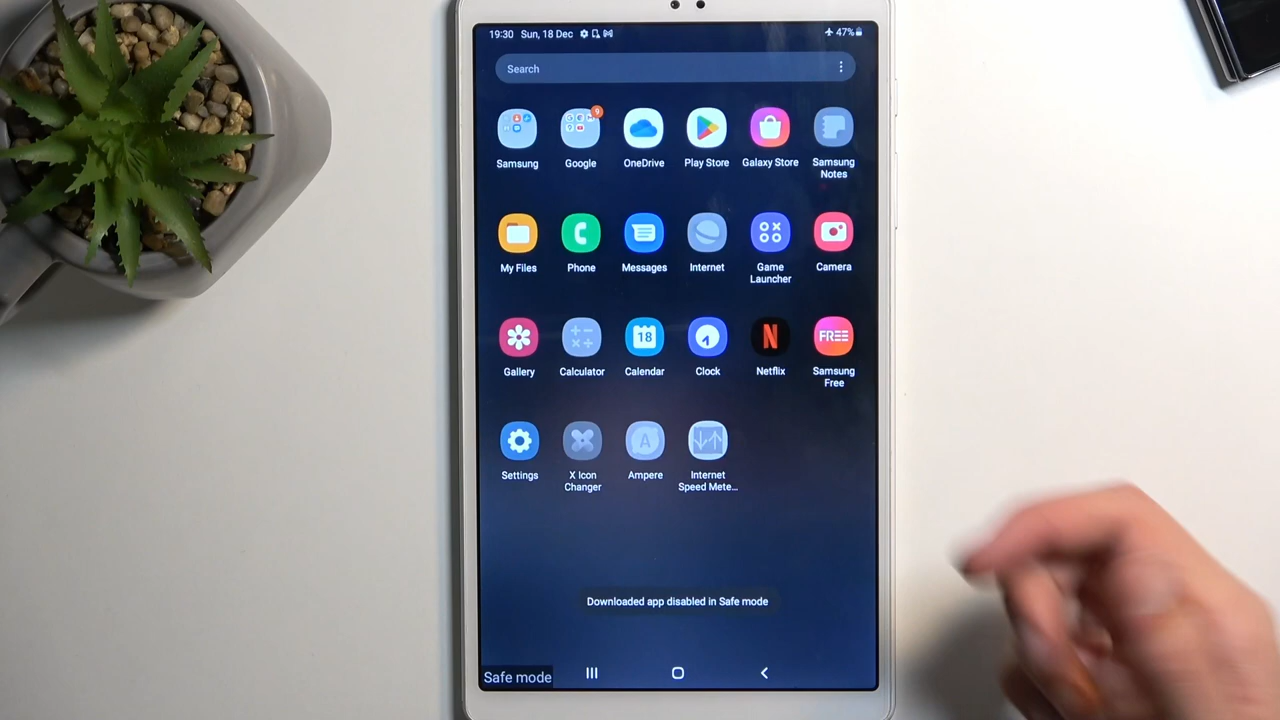 19:30 Sun, 18 Dec 47%
Search
Samsung Google OneDrive Play Store Galaxy Store Samsung
Notes
9
My Files Phone Messages Internet Game Camera
Launcher
18
FREE
Gallery Calculator Calendar Clock Netflix Samsung
Free
N
A
Settings X Icon Ampere Internet
Changer Speed Mete...
Downloaded app disabled in Safe mode
Safe mode